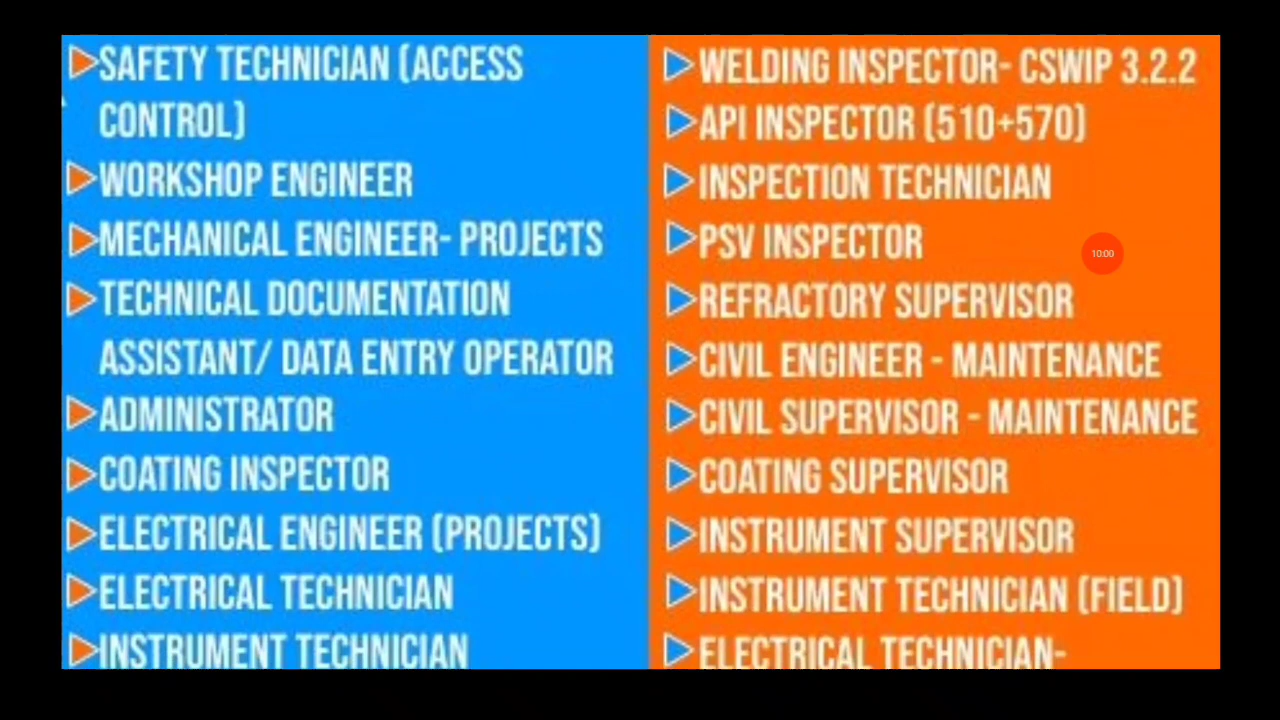 SAFETY TECHNICIAN (ACCESS
CONTROL)
WORKSHOP ENGINEER
MECHANICAL ENGINEER- PROJECTS
TECHNICAL DOCUMENTATION
ASSISTANT/ DATA ENTRY OPERATOR
ADMINISTRATOR
COATING INSPECTOR
ELECTRICAL ENGINEER (PROJECTS)
ELECTRICAL TECHNICIAN
INSTRUMENT TECHNICIAN
WELDING INSPECTOR- CSWIP 3.2.2
API INSPECTOR (510+570)
INSPECTION TECHNICIAN
PSV INSPECTOR
10:00
REFRACTORY SUPERVISOR
CIVIL ENGINEER - MAINTENANCE
CIVIL SUPERVISOR - MAINTENANCE
COATING SUPERVISOR
INSTRUMENT SUPERVISOR
INSTRUMENT TECHNICIAN (FIELD)
ELECTRICAL TECHNICIAN-